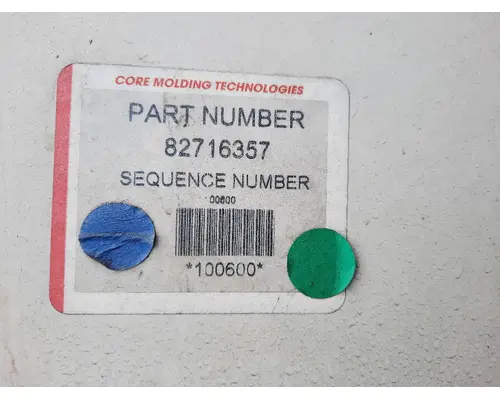 CORE MOLDING TECHNOLOGIES
PART NUMBER
82716357
SEQUENCE NUMBER
00600
*100600*